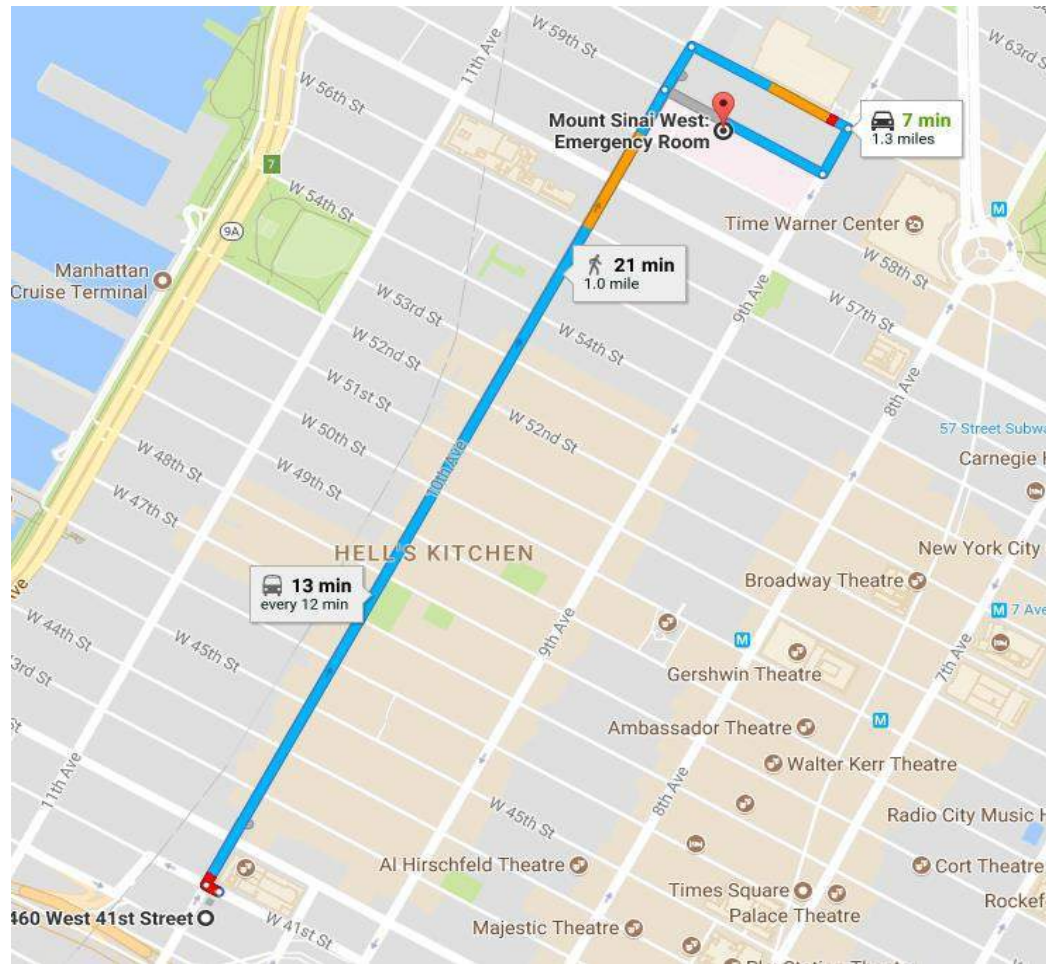 W 59th St
11th Ave
W 63rd S
W 56th St
Mount Sinai West:
Emergency Room
7 min
1.3 miles
7
W 54th St
9A
M
Time Warner Center
W 58th St
21 min
1.0 mile
Manhattan
Cruise Terminal
W 53rd St
9th Ave
W 57th St
W 52nd St
W 54th St
W 51st St
8th Ave
W 50th St
W 52nd St
57 Street Subwa
W 48th St
W 49th St
10th Ave
Carnegie H
W 47th St
HELL'S KITCHEN
New York City
13 min
every 12 min
Broadway Theatre
ve
M 7 Ave
W 44th St
W 45th St
9th Ave
M
Gershwin Theatre
7th Ave
3rd St
St
Ambassador Theatre
M
11th Ave
8th Ave
Walter Kerr Theatre
W 45th St
Radio City Music H
Al Hirschfeld Theatre
Cort Theatre
460 West 41st Street
W 41st St
Times Square
Palace Theatre
Rockef
Majestic Theatre